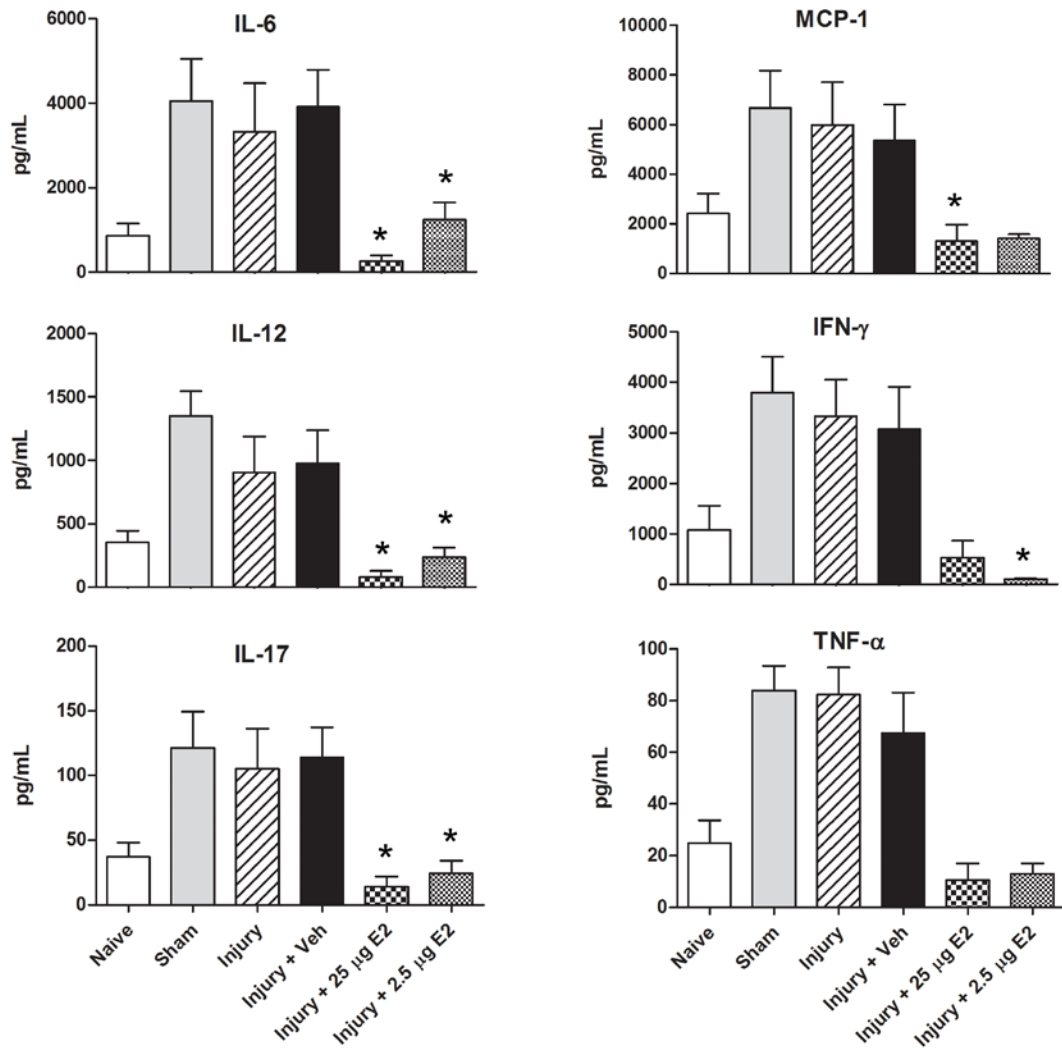 IL-6
6000
4000
2000
0
pg/mL
*
*
MCP-1
10000
8000
6000
4000
2000
0
pg/mL
*
IL-12
2000
1500
1000
500
0
pg/mL
*
*
IFN-γ
5000
4000
3000
2000
1000
0
pg/mL
*
IL-17
200
150
100
50
0
pg/mL
*
*
Naive
Sham
Injury
Injury + Veh
Injury + 25 μg E2
Injury + 2.5 μg E2
TNF-α
100
80
60
40
20
0
pg/mL
Naive
Sham
Injury
Injury + Veh
Injury + 25 μg E2
Injury + 2.5 μg E2